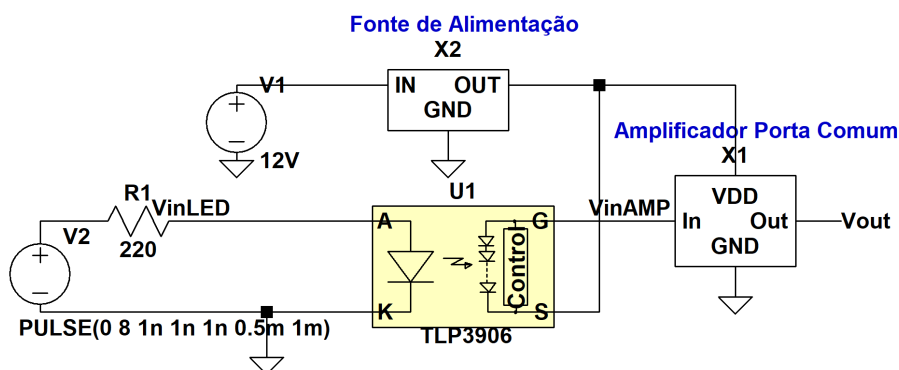 Fonte de Alimentação
X2
V1
IN OUT
GND
12V
Amplificador Porta Comum
X1
VDD
In Out
GND
Vout
R1
VinLED
220
V2
U1
A
G
VinAMP
Control
K
S
PULSE(0 8 1n 1n 1n 0.5m 1m)
TLP3906